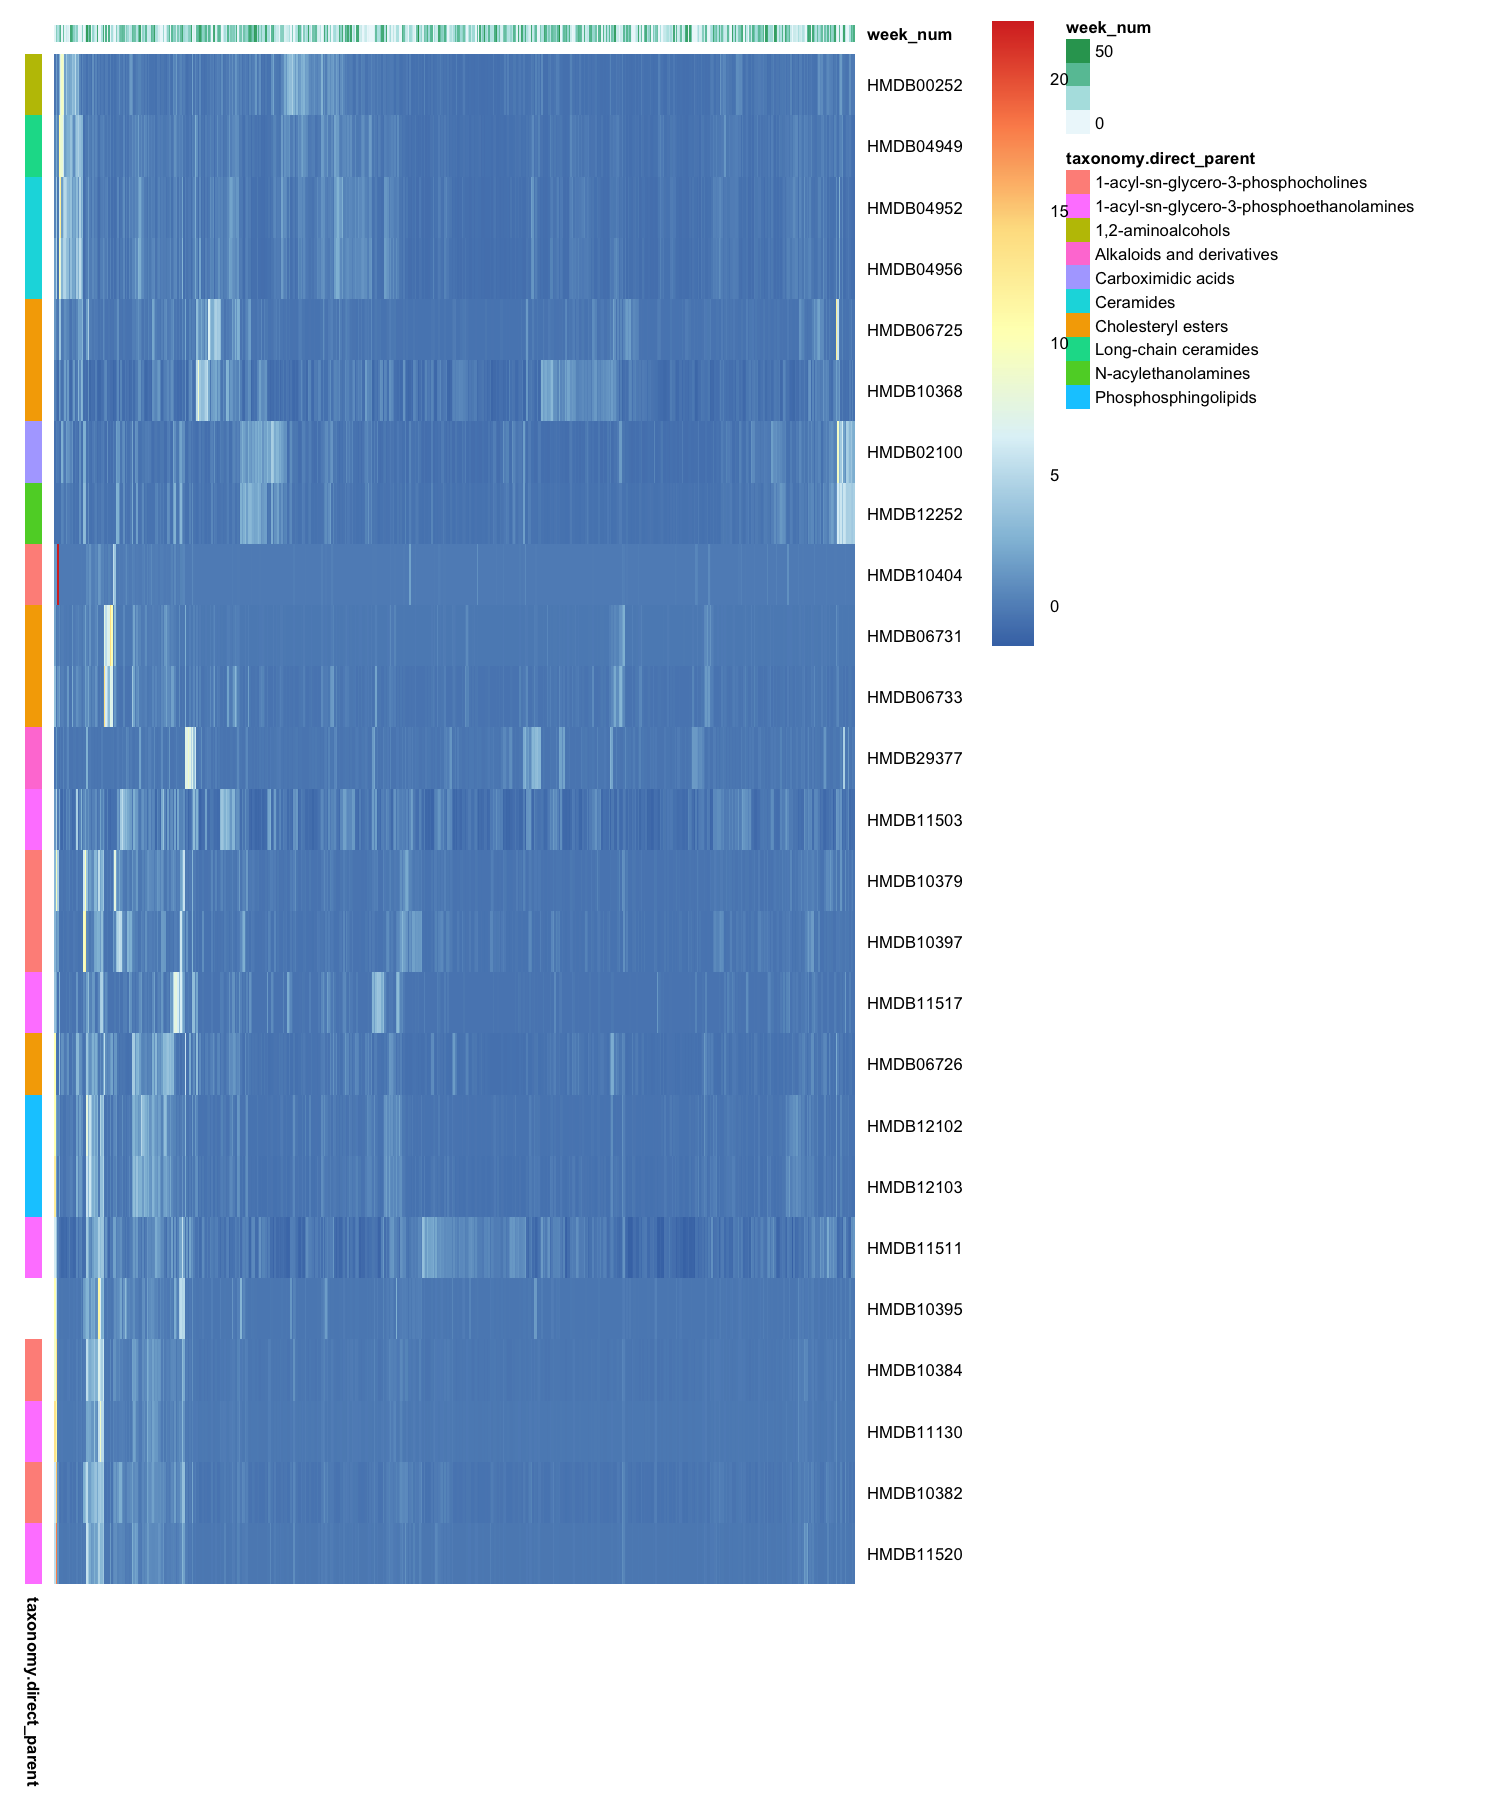 week_num
HMDB00252
HMDB04949
HMDB04952
HMDB04956
HMDB06725
HMDB10368
HMDB02100
HMDB12252
HMDB10404
HMDB06731
HMDB06733
HMDB29377
HMDB11503
HMDB10379
HMDB10397
HMDB11517
HMDB06726
HMDB12102
HMDB12103
HMDB11511
HMDB10395
HMDB10384
HMDB11130
HMDB10382
HMDB11520
taxonomy.direct_parent
20
15
10
5
0
week_num
50
0
taxonomy.direct_parent
1-acyl-sn-glycero-3-phosphocholines
1-acyl-sn-glycero-3-phosphoethanolamines
1,2-aminoalcohols
Alkaloids and derivatives
Carboximidic acids
Ceramides
Cholesteryl esters
Long-chain ceramides
N-acylethanolamines
Phosphosphingolipids